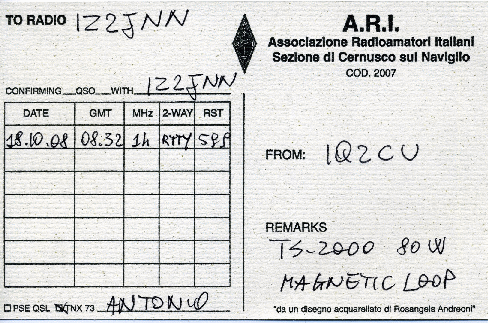 TO RADIO IZ2JNN
A.R.I.
Associazione Radioamatori Italiani
Sezione di Cernusco sul Naviglio
COD. 2007
CONFIRMING QSO WITH IZ2JNN
DATE GMT MHz 2-WAY RST
18.10.08 08.32 14 RTTY 599
FROM: IQ2CU
REMARKS
TS-2000 80W
MAGNETIC LOOP
PSE QSL TNX 73 ANTONIO
"da un disegno acquarellato di Rosangela Andreoni"